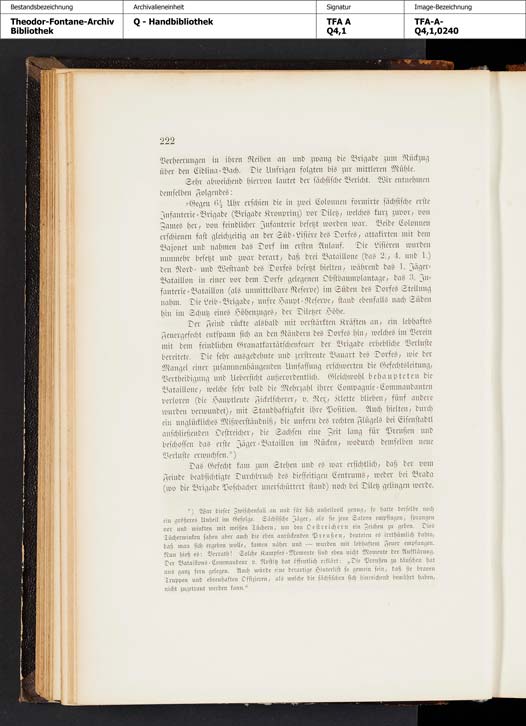 Bestandsbezeichnung
Archivalieneinheit
Signatur
Image-Bezeichnung
Theodor-Fontane-Archiv
Bibliothek
Q - Handbibliothek
TFA A
Q4,1
TFA-A-
Q4,1,0240
222
Verheerungen in ihren Reihen an und zwang die Brigade zum Rückzug
über den Cidlina-Bach. Die Unsrigen folgten bis zur mittleren Mühle.
Sehr abweichend hiervon lautet der sächsische Bericht. Wir entnehmen
demselben Folgendes:
„Gegen 6½ Uhr erschien die in zwei Colonnen formirte sächsische erste
Infanterie-Brigade (Brigade Kronprinz) vor Diletz, welches kurz zuvor, von
Zames her, von feindlicher Infanterie besetzt worden war. Beide Colonnen
erschienen fast gleichzeitig an der Süd-Lisière des Dorfes, attakirten mit dem
Bajonet und nahmen das Dorf im ersten Anlauf. Die Lisièren wurden
nunmehr besetzt und zwar derart, daß drei Bataillone (das 2., 4. und 1.)
den Nord- und Westrand des Dorfes besetzt hielten, während das 1. Jäger-
Bataillon in einer vor dem Dorfe gelegenen Obstbaumplantage, das 3. In-
fanterie-Bataillon (als unmittelbare Reserve) im Süden des Dorfes Stellung
nahm. Die Leib-Brigade, unsre Haupt-Reserve, stand ebenfalls nach Süden
hin im Schutz eines Höhenzuges, der Diletzer Höhe.
Der Feind rückte alsbald mit verstärkten Kräften an, ein lebhaftes
Feuergefecht entspann sich an den Rändern des Dorfes hin, welches im Verein
mit dem feindlichen Granatkartätschenfeuer der Brigade erhebliche Verluste
bereitete. Die sehr ausgedehnte und zerstreute Bauart des Dorfes, wie der
Mangel einer zusammenhängenden Umfassung erschwerten die Gefechtsleitung,
Vertheidigung und Uebersicht außerordentlich. Gleichwohl behaupteten die
Bataillone, welche sehr bald die Mehrzahl ihrer Compagnie-Commandanten
verloren (die Hauptleute Fickelscherer, v. Rex, Klette blieben, fünf andere
wurden verwundet), mit Standhaftigkeit ihre Position. Auch hielten, durch
ein unglückliches Mißverständniß, die unfern des rechten Flügels bei Eisenstadtl
anschließenden Oestreicher, die Sachsen eine Zeit lang für Preußen und
beschossen das erste Jäger-Bataillon im Rücken, wodurch demselben neue
Verluste erwuchsen.*)
Das Gefecht kam zum Stehen und es war ersichtlich, daß der vom
Feinde beabsichtigte Durchbruch des diesseitigen Centrums, weder bei Brada
(wo die Brigade Poschacher unerschüttert stand) noch bei Diletz gelingen werde.
*) War dieser Zwischenfall an und für sich unheilvoll genug, so hatte derselbe noch
ein größeres Unheil im Gefolge. Sächsische Jäger, als sie jene Salven empfingen, sprangen
vor und winkten mit weißen Tüchern, um den Oestreichern ein Zeichen zu geben. Dies
Tücherwinken sahen aber auch die eben anrückenden Preußen, deuteten es irrthümlich dahin,
daß man sich ergeben wolle, kamen näher und — wurden mit lebhaftem Feuer empfangen.
Nun hieß es: Verrath! Solche Kampfes-Momente sind eben nicht Momente der Aufklärung.
Der Bataillons-Commandeur v. Nostitz hat öffentlich erklärt: „Die Preußen zu täuschen hat
uns ganz fern gelegen. Auch würde eine derartige Hinterlist so gemein sein, daß sie braven
Truppen und ehrenhaften Offizieren, als welche die sächsischen sich hinreichend bewährt haben,
nicht zugetraut werden kann.“